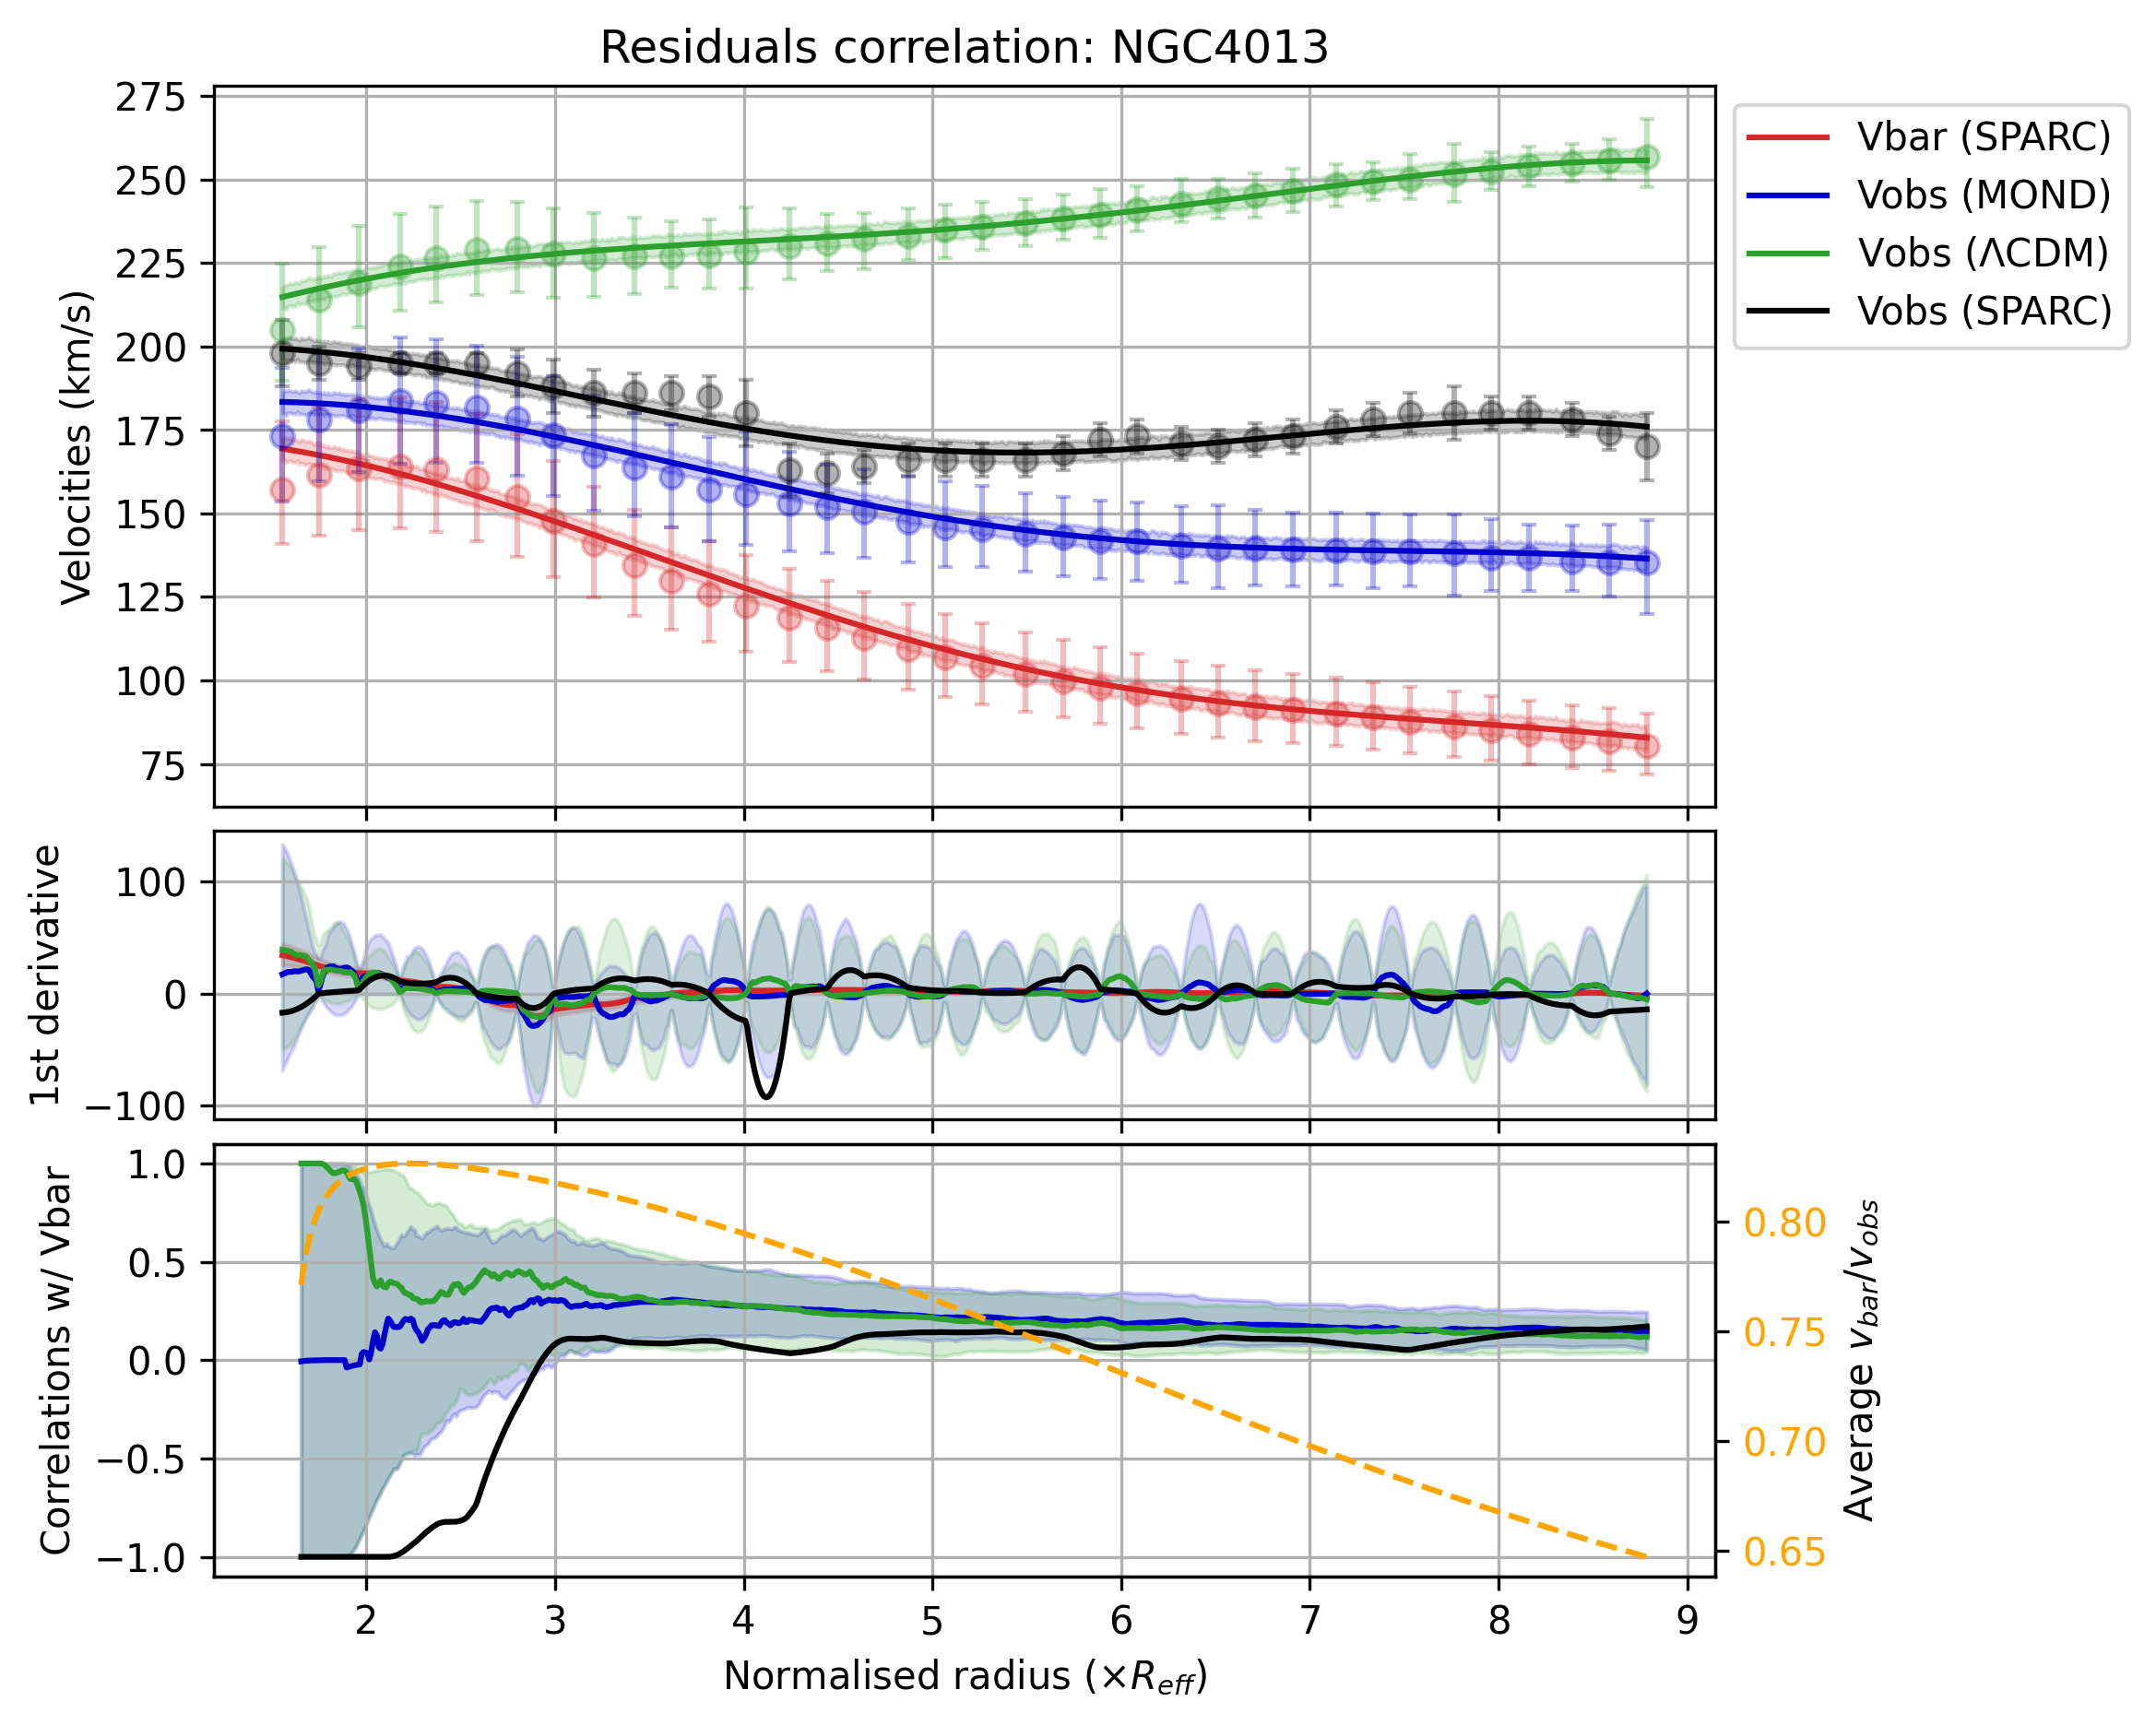 Residuals correlation: NGC4013
275
250
225
200
175
150
125
100
75
Velocities (km/s)
Vbar (SPARC)
Vobs (MOND)
Vobs (ΛCDM)
Vobs (SPARC)
100
0
−100
1st derivative
1.0
0.5
0.0
−0.5
−1.0
Correlations w/ Vbar
0.80
0.75
0.70
0.65
Average v_bar/v_obs
2 3 4 5 6 7 8 9
Normalised radius (×R_eff)